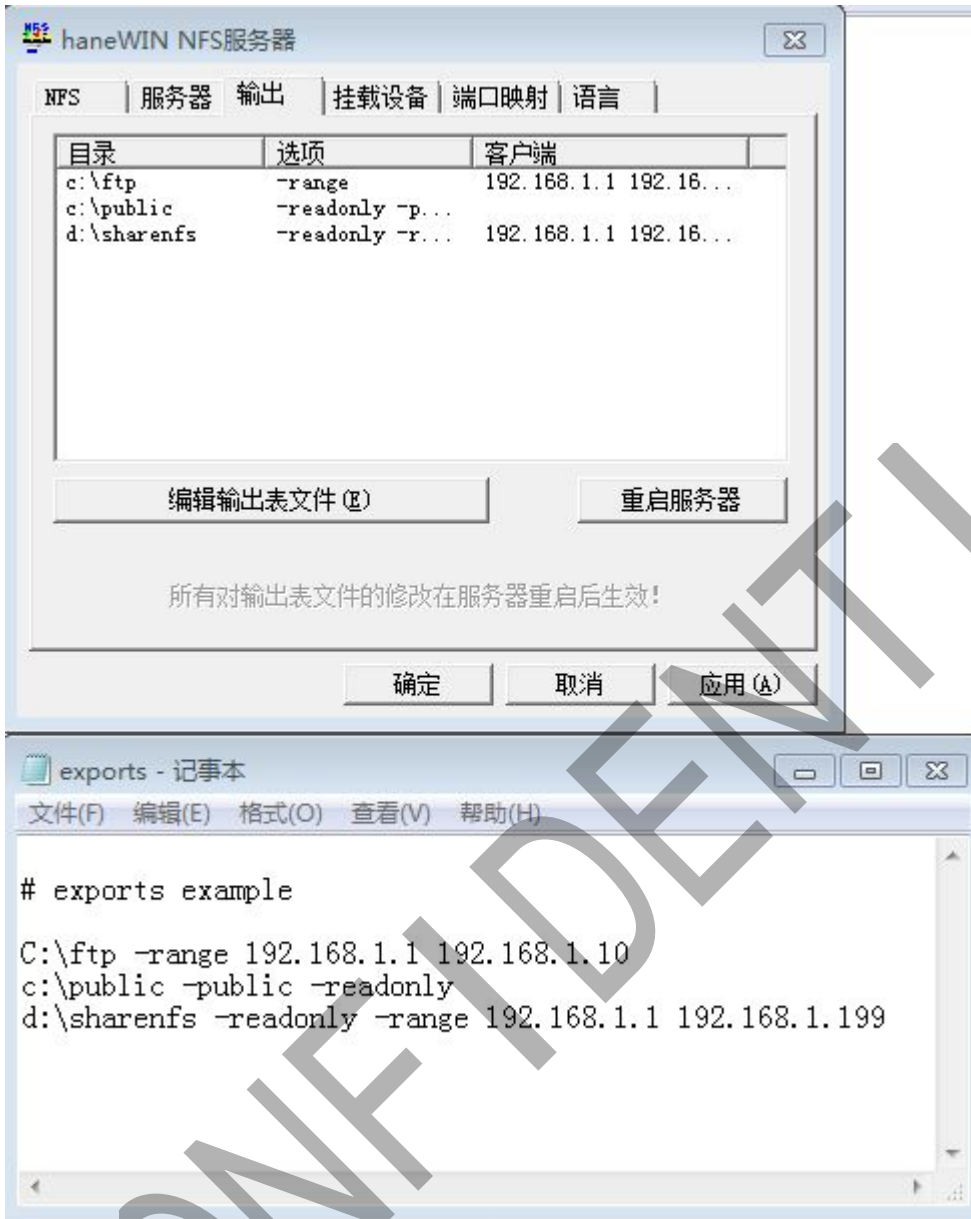 haneWIN NFS服务器
NFS 服务器 输出 挂载设备 端口映射 语言
目录 选项 客户端
c:\ftp -range 192.168.1.1 192.16...
c:\public -readonly -p...
d:\sharenfs -readonly -r... 192.168.1.1 192.16...
编辑输出表文件(E) 重启服务器
所有对输出表文件的修改在服务器重启后生效!
确定 取消 应用(A)
exports - 记事本
文件(F) 编辑(E) 格式(O) 查看(V) 帮助(H)
# exports example
C:\ftp -range 192.168.1.1 192.168.1.10
c:\public -public -readonly
d:\sharenfs -readonly -range 192.168.1.1 192.168.1.199
ONFIDENTI